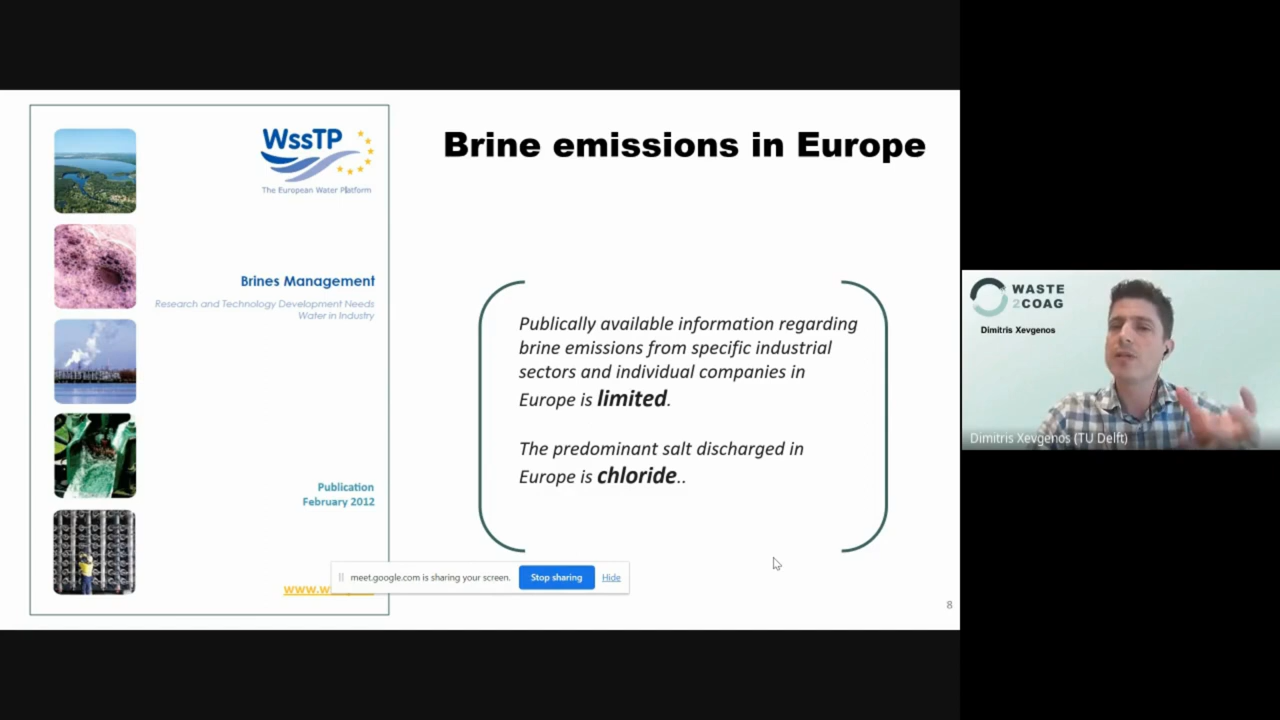 WssTP
The European Water Platform
Brines Management
Research and Technology Development Needs
Water in Industry
Publication
February 2012
www.w
Brine emissions in Europe
Publically available information regarding
brine emissions from specific industrial
sectors and individual companies in
Europe is limited.
The predominant salt discharged in
Europe is chloride..
meet.google.com is sharing your screen.
Stop sharing
Hide
8
WASTE
2COAG
Dimitris Xevgenos
Dimitris Xevgenos (TU Delft)